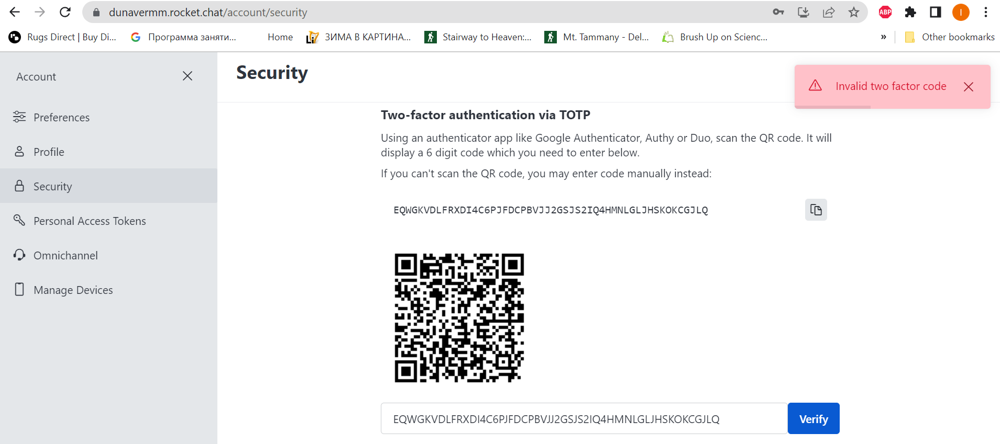 dunavermm.rocket.chat/account/security
ABP
I
Rugs Direct | Buy Di...
Программа заняти...
Home
ЗИМА В КАРТИНА...
Stairway to Heaven:...
Mt. Tammany - Del...
Brush Up on Scienc...
»
Other bookmarks
Account
Security
Invalid two factor code
Preferences
Profile
Security
Personal Access Tokens
Omnichannel
Manage Devices
Two-factor authentication via TOTP
Using an authenticator app like Google Authenticator, Authy or Duo, scan the QR code. It will
display a 6 digit code which you need to enter below.
If you can't scan the QR code, you may enter code manually instead:
EQWGKVDLFRXDI4C6PJFDCPBVJJ2GSJS2IQ4HMNLGLJHSKOKCGJLQ
EQWGKVDLFRXDI4C6PJFDCPBVJJ2GSJS2IQ4HMNLGLJHSKOKCGJLQ
Verify